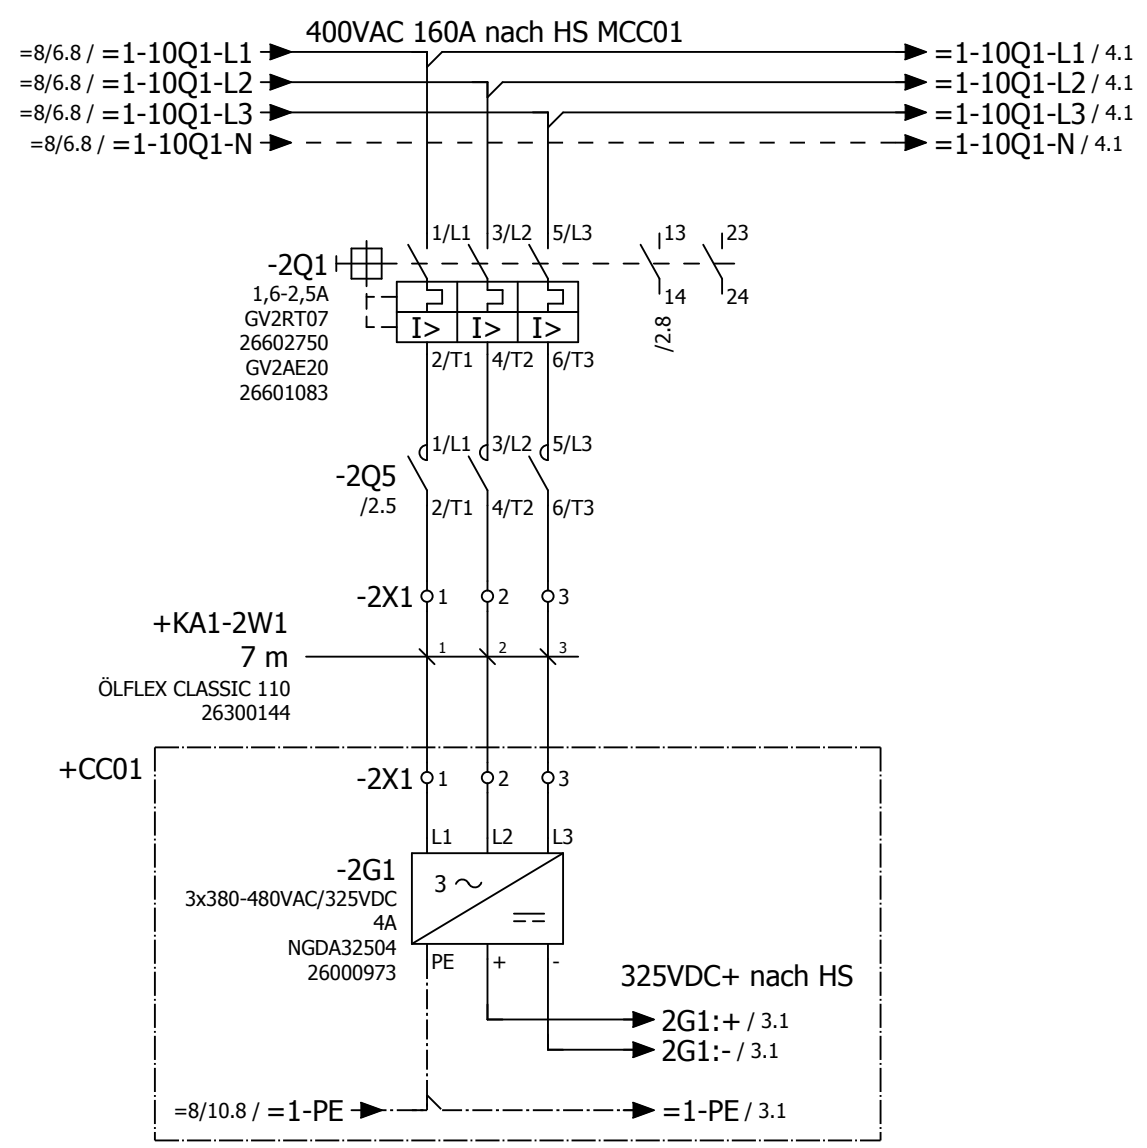 400VAC 160A nach HS MCC01
=8/6.8 / =1-10Q1-L1 =1-10Q1-L1 / 4.1
=8/6.8 / =1-10Q1-L2 =1-10Q1-L2 / 4.1
=8/6.8 / =1-10Q1-L3 =1-10Q1-L3 / 4.1
=8/6.8 / =1-10Q1-N =1-10Q1-N / 4.1
1/L1 3/L2 5/L3 13 23
-2Q1
1,6-2,5A
GV2RT07
26602750
GV2AE20
26601083
14 24
/2.8
I> I> I>
2/T1 4/T2 6/T3
1/L1 3/L2 5/L3
-2Q5
/2.5
2/T1 4/T2 6/T3
-2X1 1 2 3
+KA1-2W1
7 m
ÖLFLEX CLASSIC 110
26300144
1 2 3
+CC01
-2X1 1 2 3
L1 L2 L3
-2G1
3x380-480VAC/325VDC
4A
NGDA32504
26000973
3
PE + -
325VDC+ nach HS
2G1:+ / 3.1
2G1:- / 3.1
=8/10.8 / =1-PE =1-PE / 3.1